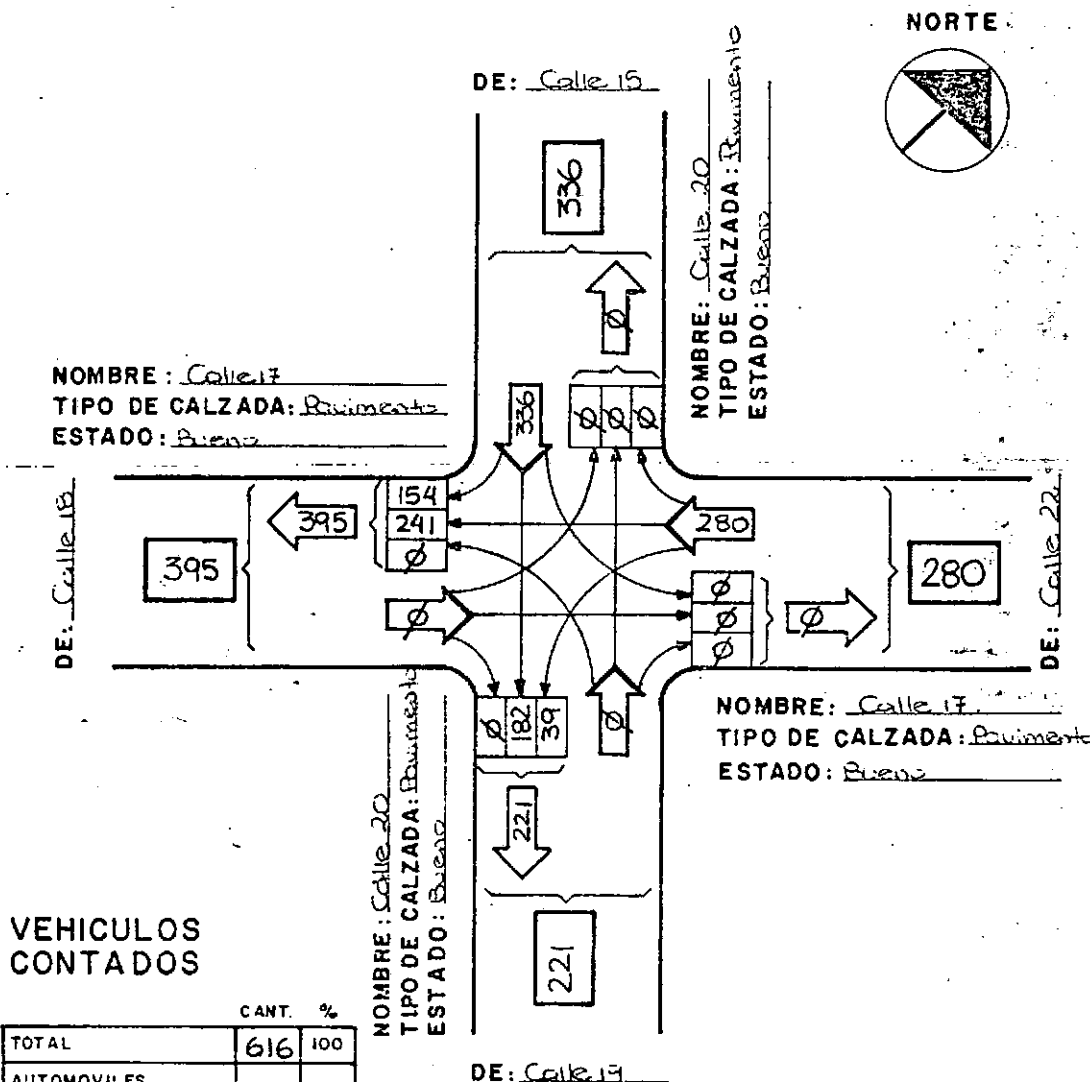 NORTE
DE: Calle 15
336
NOMBRE: Calle 20
TIPO DE CALZADA: Pavimento
ESTADO: Bueno
Ø
NOMBRE: Calle 17
TIPO DE CALZADA: Pavimento
ESTADO: Bueno
336
Ø Ø Ø
DE: Calle 18
395
395
154
241
Ø
280
280
DE: Calle 22
Ø
Ø
Ø
Ø
Ø
Ø 182 39
Ø
NOMBRE: Calle 17
TIPO DE CALZADA: Pavimento
ESTADO: Bueno
NOMBRE: Calle 20
TIPO DE CALZADA: Pavimento
ESTADO: Bueno
221
221
VEHICULOS
CONTADOS
CANT. %
TOTAL 616 100
AUTOMOVILES
DE: Calle 19